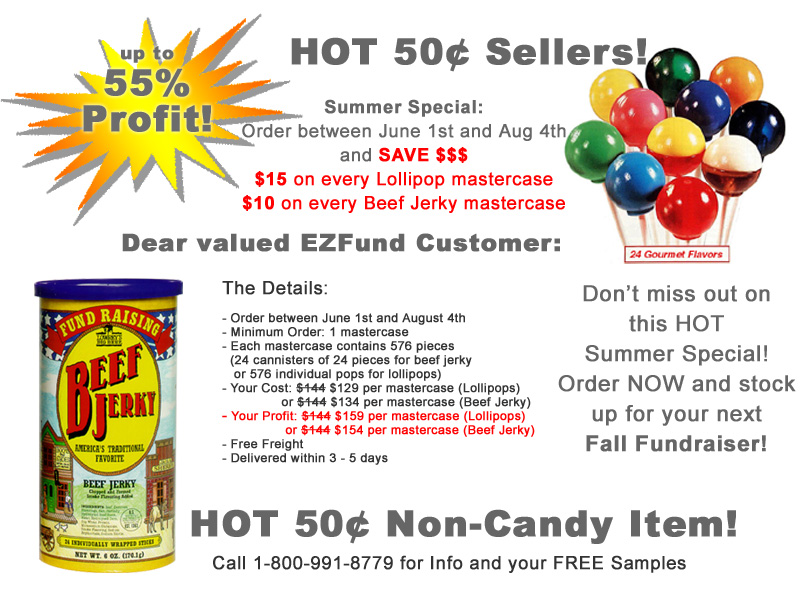 up to
55%
Profit!
HOT 50¢ Sellers!
Summer Special:
Order between June 1st and Aug 4th
and SAVE $$$
$15 on every Lollipop mastercase
$10 on every Beef Jerky mastercase
24 Gourmet Flavors
Dear valued EZFund Customer:
The Details:
- Order between June 1st and August 4th
- Minimum Order: 1 mastercase
- Each mastercase contains 576 pieces
(24 cannisters of 24 pieces for beef jerky
or 576 individual pops for lollipops)
- Your Cost: $144 $129 per mastercase (Lollipops)
or $144 $134 per mastercase (Beef Jerky)
- Your Profit: $144 $159 per mastercase (Lollipops)
or $144 $154 per mastercase (Beef Jerky)
- Free Freight
- Delivered within 3 - 5 days
Don't miss out on
this HOT
Summer Special!
Order NOW and stock
up for your next
Fall Fundraiser!
FUND RAISING
BEEF
JERKY
AMERICA'S TRADITIONAL
FAVORITE
BEEF JERKY
Chopped and Formed
Smoke Flavoring Added
24 INDIVIDUALLY WRAPPED STICKS
NET WT. 6 OZ. (170.1g)
HOT 50¢ Non-Candy Item!
Call 1-800-991-8779 for Info and your FREE Samples